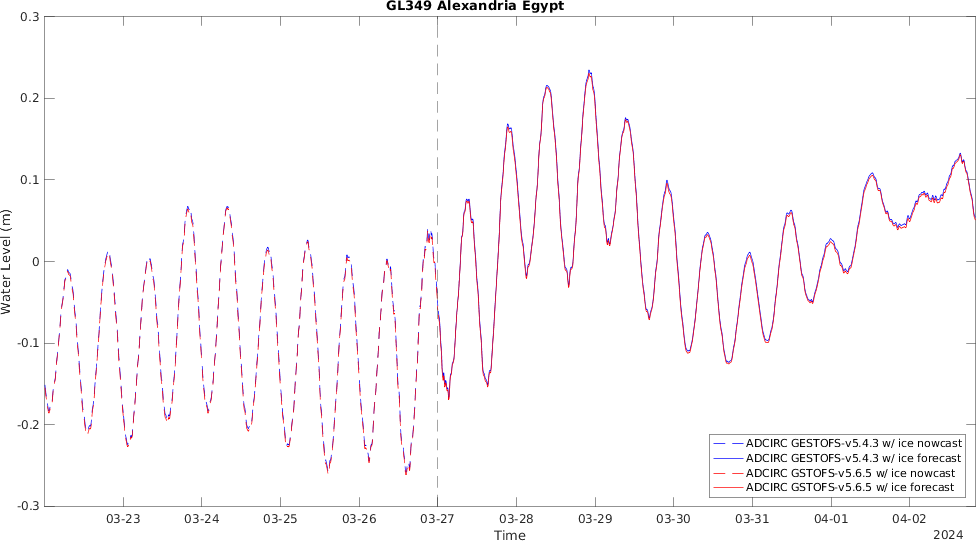 GL349 Alexandria Egypt
0.3
0.2
0.1
0
-0.1
-0.2
-0.3
Water Level (m)
ADCIRC GESTOFS-v5.4.3 w/ ice nowcast
ADCIRC GESTOFS-v5.4.3 w/ ice forecast
ADCIRC GSTOFS-v5.6.5 w/ ice nowcast
ADCIRC GSTOFS-v5.6.5 w/ ice forecast
03-23 03-24 03-25 03-26 03-27 03-28 03-29 03-30 03-31 04-01 04-02
Time
2024